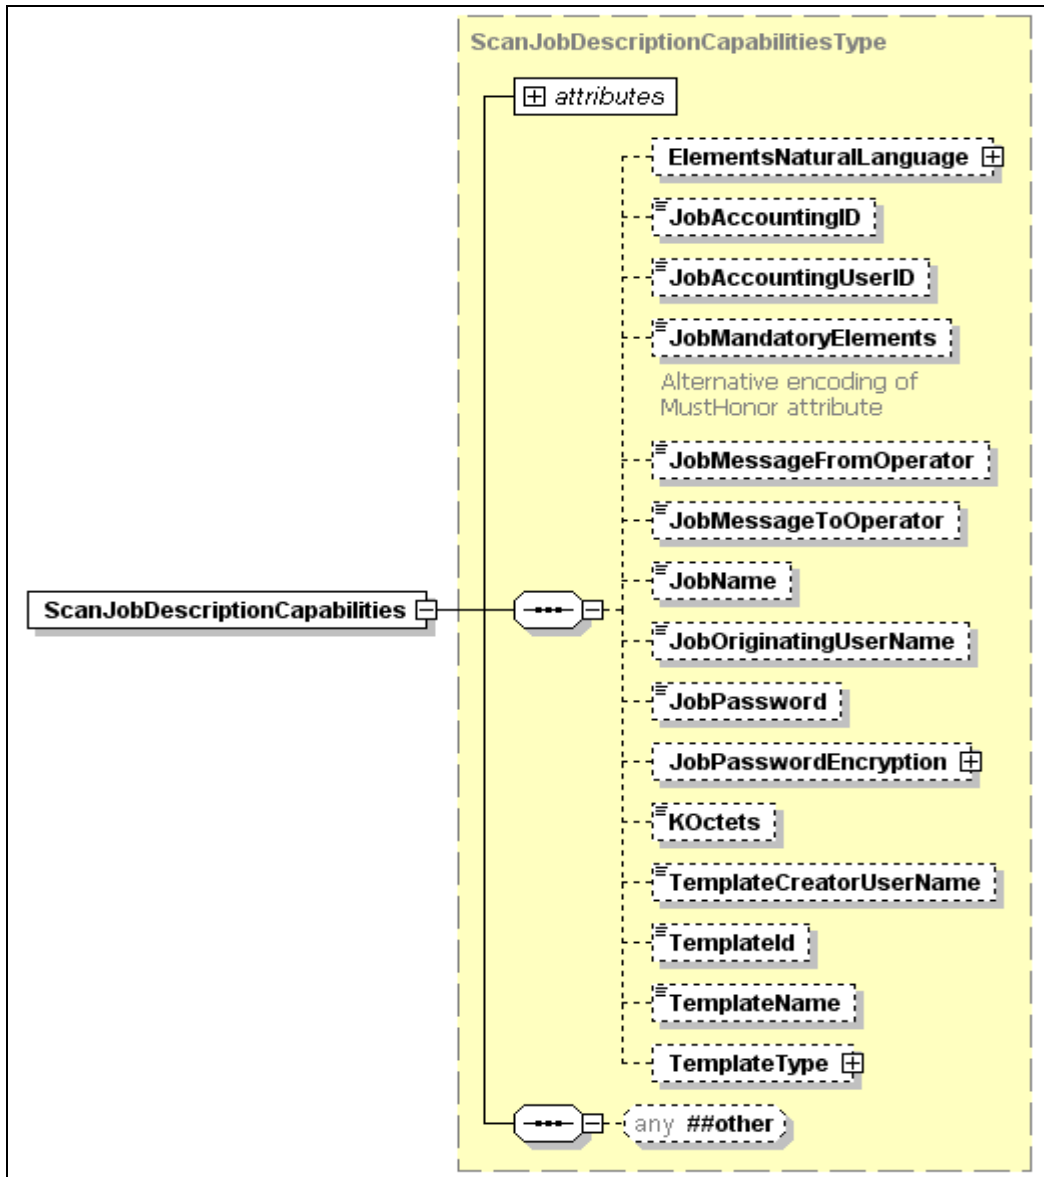 ScanJobDescriptionCapabilitiesType
attributes
ElementsNaturalLanguage
JobAccountingID
JobAccountingUserID
JobMandatoryElements
Alternative encoding of
MustHonor attribute
JobMessageFromOperator
JobMessageToOperator
JobName
ScanJobDescriptionCapabilities
JobOriginatingUserName
JobPassword
JobPasswordEncryption
KOctets
TemplateCreatorUserName
TemplateId
TemplateName
TemplateType
any ##other